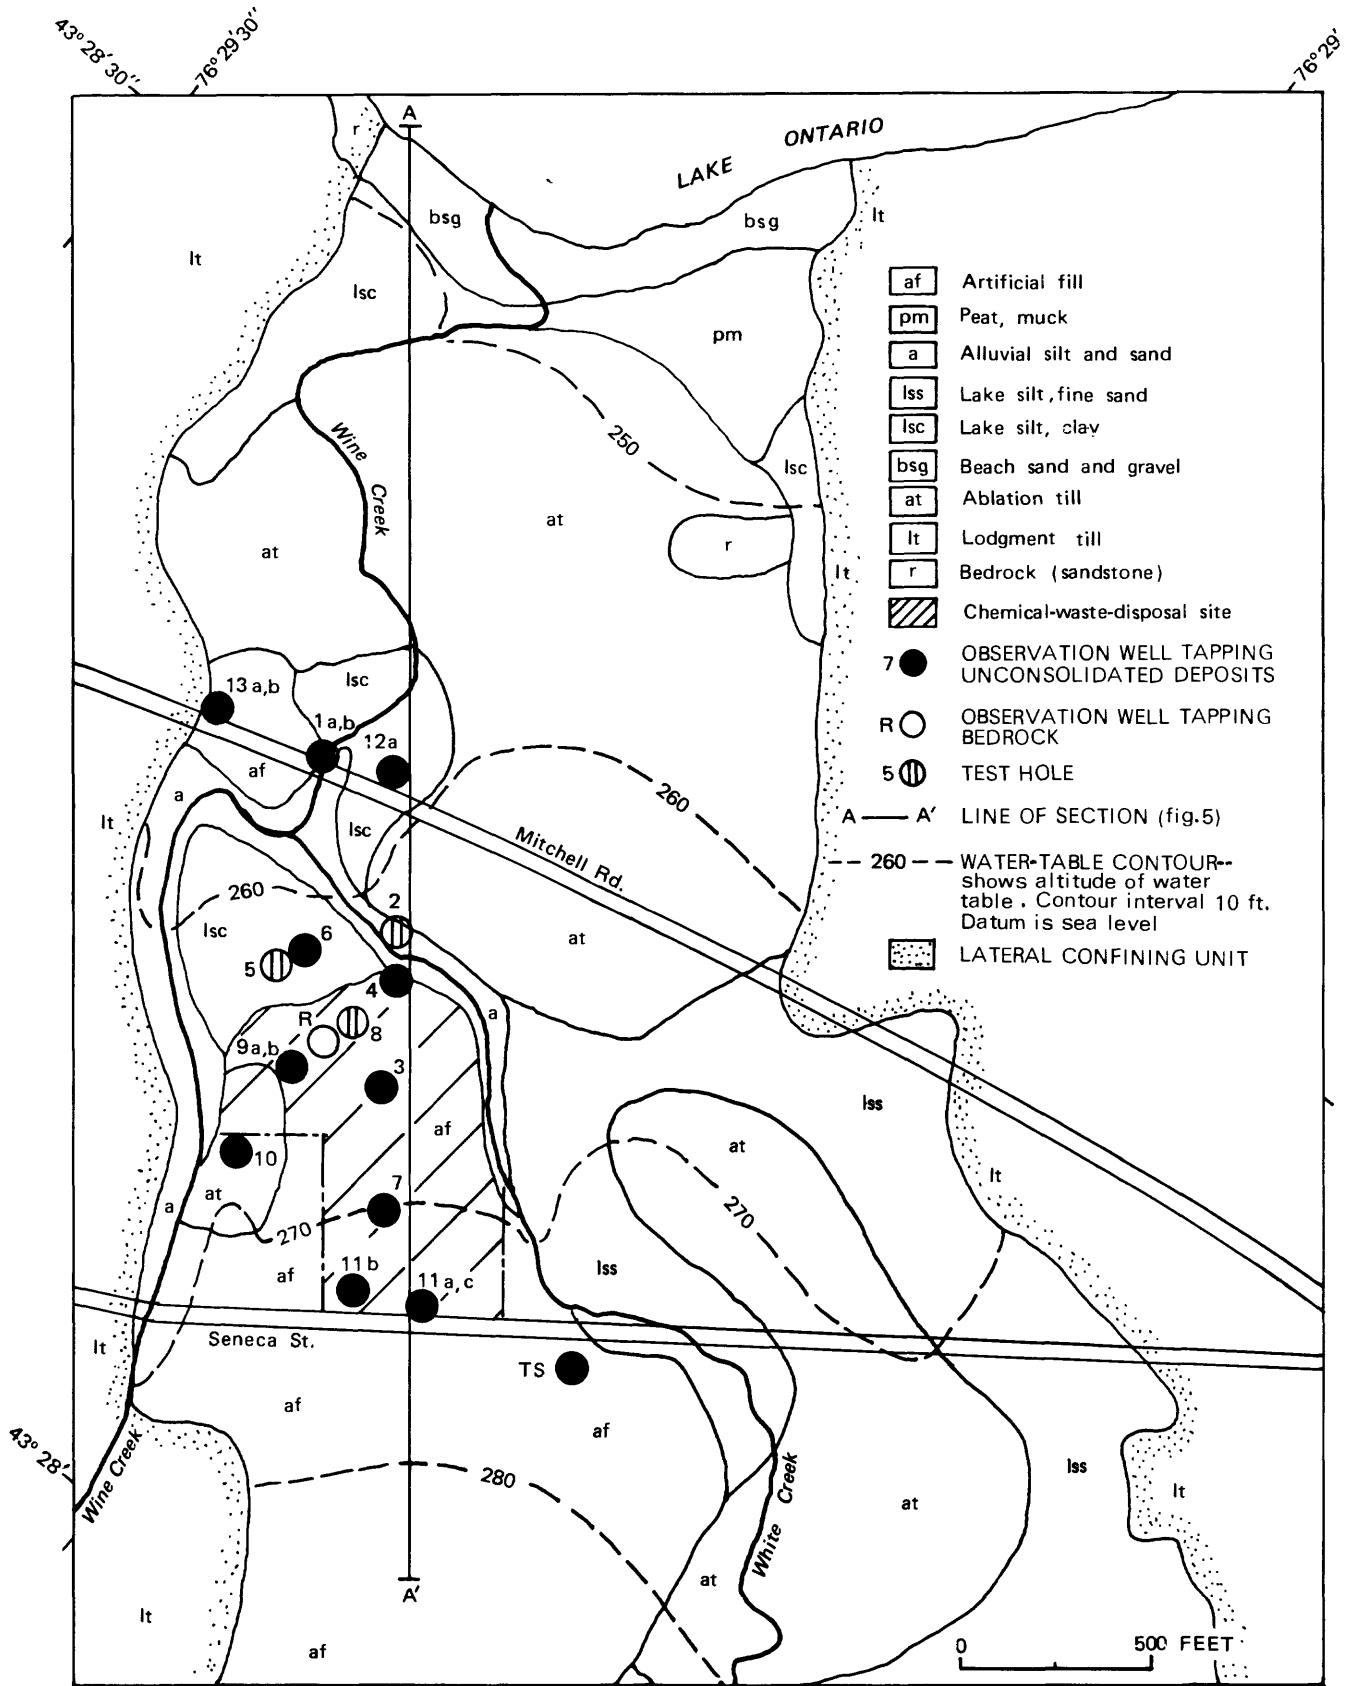 43° 28' 30"
76° 29' 30"
76° 29'
A
r
LAKE ONTARIO
bsg
bsg
lt
lt
lsc
pm
af Artificial fill
pm Peat, muck
a Alluvial silt and sand
lss Lake silt, fine sand
lsc Lake silt, clay
bsg Beach sand and gravel
at Ablation till
lt Lodgment till
r Bedrock (sandstone)
Chemical-waste-disposal site
7 OBSERVATION WELL TAPPING
UNCONSOLIDATED DEPOSITS
R OBSERVATION WELL TAPPING
BEDROCK
5 TEST HOLE
A — A' LINE OF SECTION (fig.5)
-- 260 -- WATER-TABLE CONTOUR--
shows altitude of water
table. Contour interval 10 ft.
Datum is sea level
LATERAL CONFINING UNIT
Wine Creek
250
lsc
at
at
r
lt
13 a,b
lsc
1 a,b
12a
af
a
lt
lsc
260
Mitchell Rd.
260
2
lsc
6
5
at
4
R
8
a
9 a,b
3
lss
af
at
10
lt
at
7
a
270
270
af
11 b
11 a, c
lss
Seneca St.
lt
TS
af
af
43° 28'
Wine Creek
280
White Creek
lss
at
lt
at
A'
lt
af
0 500 FEET